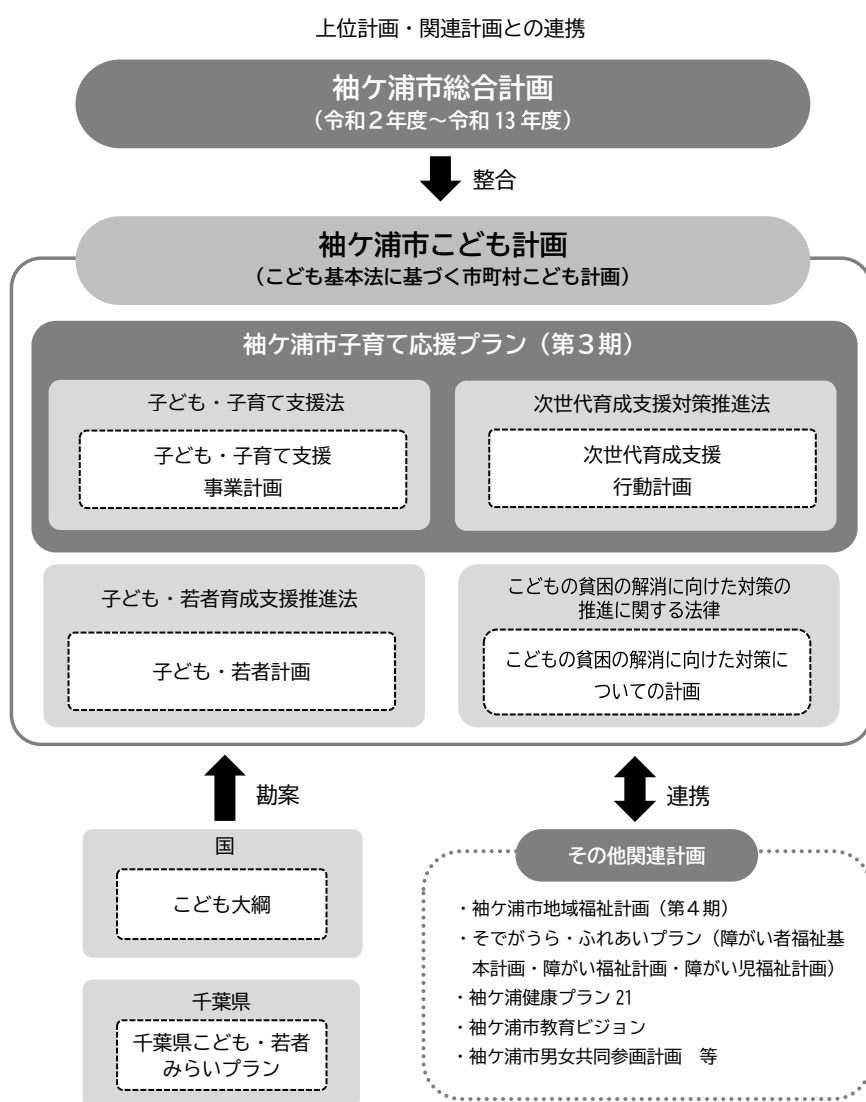 上位計画・関連計画との連携
袖ケ浦市総合計画
（令和２年度～令和 13 年度）
整合
袖ケ浦市こども計画
（こども基本法に基づく市町村こども計画）
袖ケ浦市子育て応援プラン（第３期）
子ども・子育て支援法
子ども・子育て支援
事業計画
次世代育成支援対策推進法
次世代育成支援
行動計画
子ども・若者育成支援推進法
子ども・若者計画
こどもの貧困の解消に向けた対策の
推進に関する法律
こどもの貧困の解消に向けた対策に
ついての計画
勘案
連携
国
こども大綱
千葉県
千葉県こども・若者
みらいプラン
その他関連計画
・袖ケ浦市地域福祉計画（第４期）
・そでがうら・ふれあいプラン（障がい者福祉基
本計画・障がい福祉計画・障がい児福祉計画）
・袖ケ浦健康プラン 21
・袖ケ浦市教育ビジョン
・袖ケ浦市男女共同参画計画　等